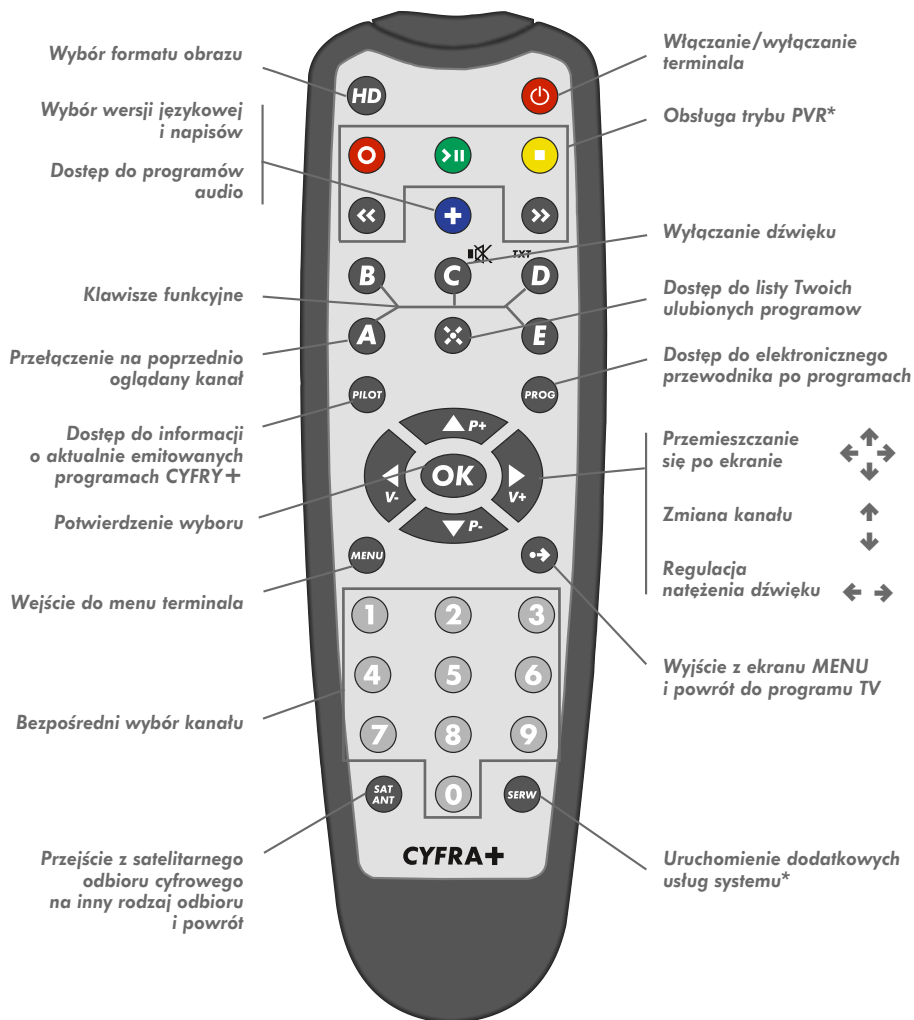 Wybór formatu obrazu
Wybór wersji językowej
i napisów
Dostęp do programów
audio
Klawisze funkcyjne
Przełączenie na poprzednio
oglądany kanał
Dostęp do informacji
o aktualnie emitowanych
programach CYFRY+
Potwierdzenie wyboru
Wejście do menu terminala
Bezpośredni wybór kanału
Przejście z satelitarnego
odbioru cyfrowego
na inny rodzaj odbioru
i powrót
HD
TXT
B C D
A E
PILOT PROG
P+
V- OK V+
P-
MENU
1 2 3
4 5 6
7 8 9
SAT
ANT
0 SERW
CYFRA+
Włączanie/wyłączanie
terminala
Obsługa trybu PVR*
Wyłączanie dźwięku
Dostęp do listy Twoich
ulubionych programow
Dostęp do elektronicznego
przewodnika po programach
Przemieszczanie
się po ekranie
Zmiana kanału
Regulacja
natężenia dźwięku
Wyjście z ekranu MENU
i powrót do programu TV
Uruchomienie dodatkowych
usług systemu*